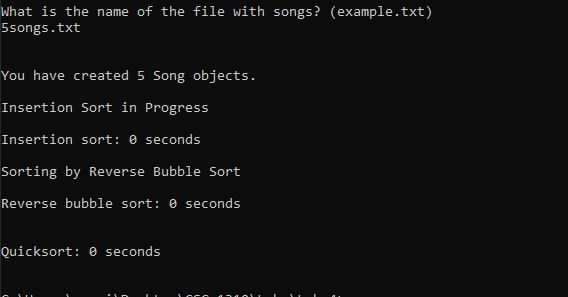 What is the name of the file with songs? (example.txt)
5songs.txt
You have created 5 Song objects.
Insertion Sort in Progress
Insertion sort: 0 seconds
Sorting by Reverse Bubble Sort
Reverse bubble sort: 0 seconds
Quicksort: 0 seconds